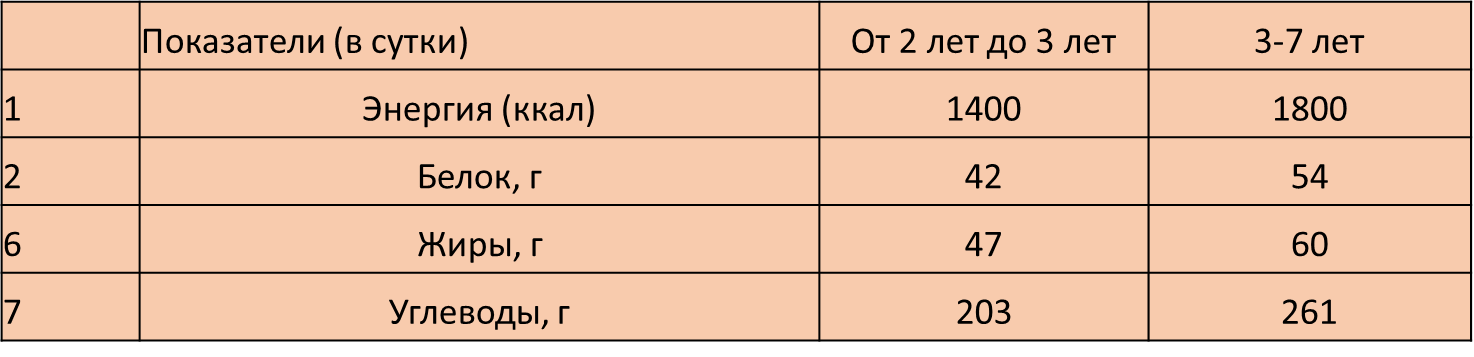 Показатели (в сутки) От 2 лет до 3 лет 3-7 лет
1 Энергия (ккал) 1400 1800
2 Белок, г 42 54
6 Жиры, г 47 60
7 Углеводы, г 203 261